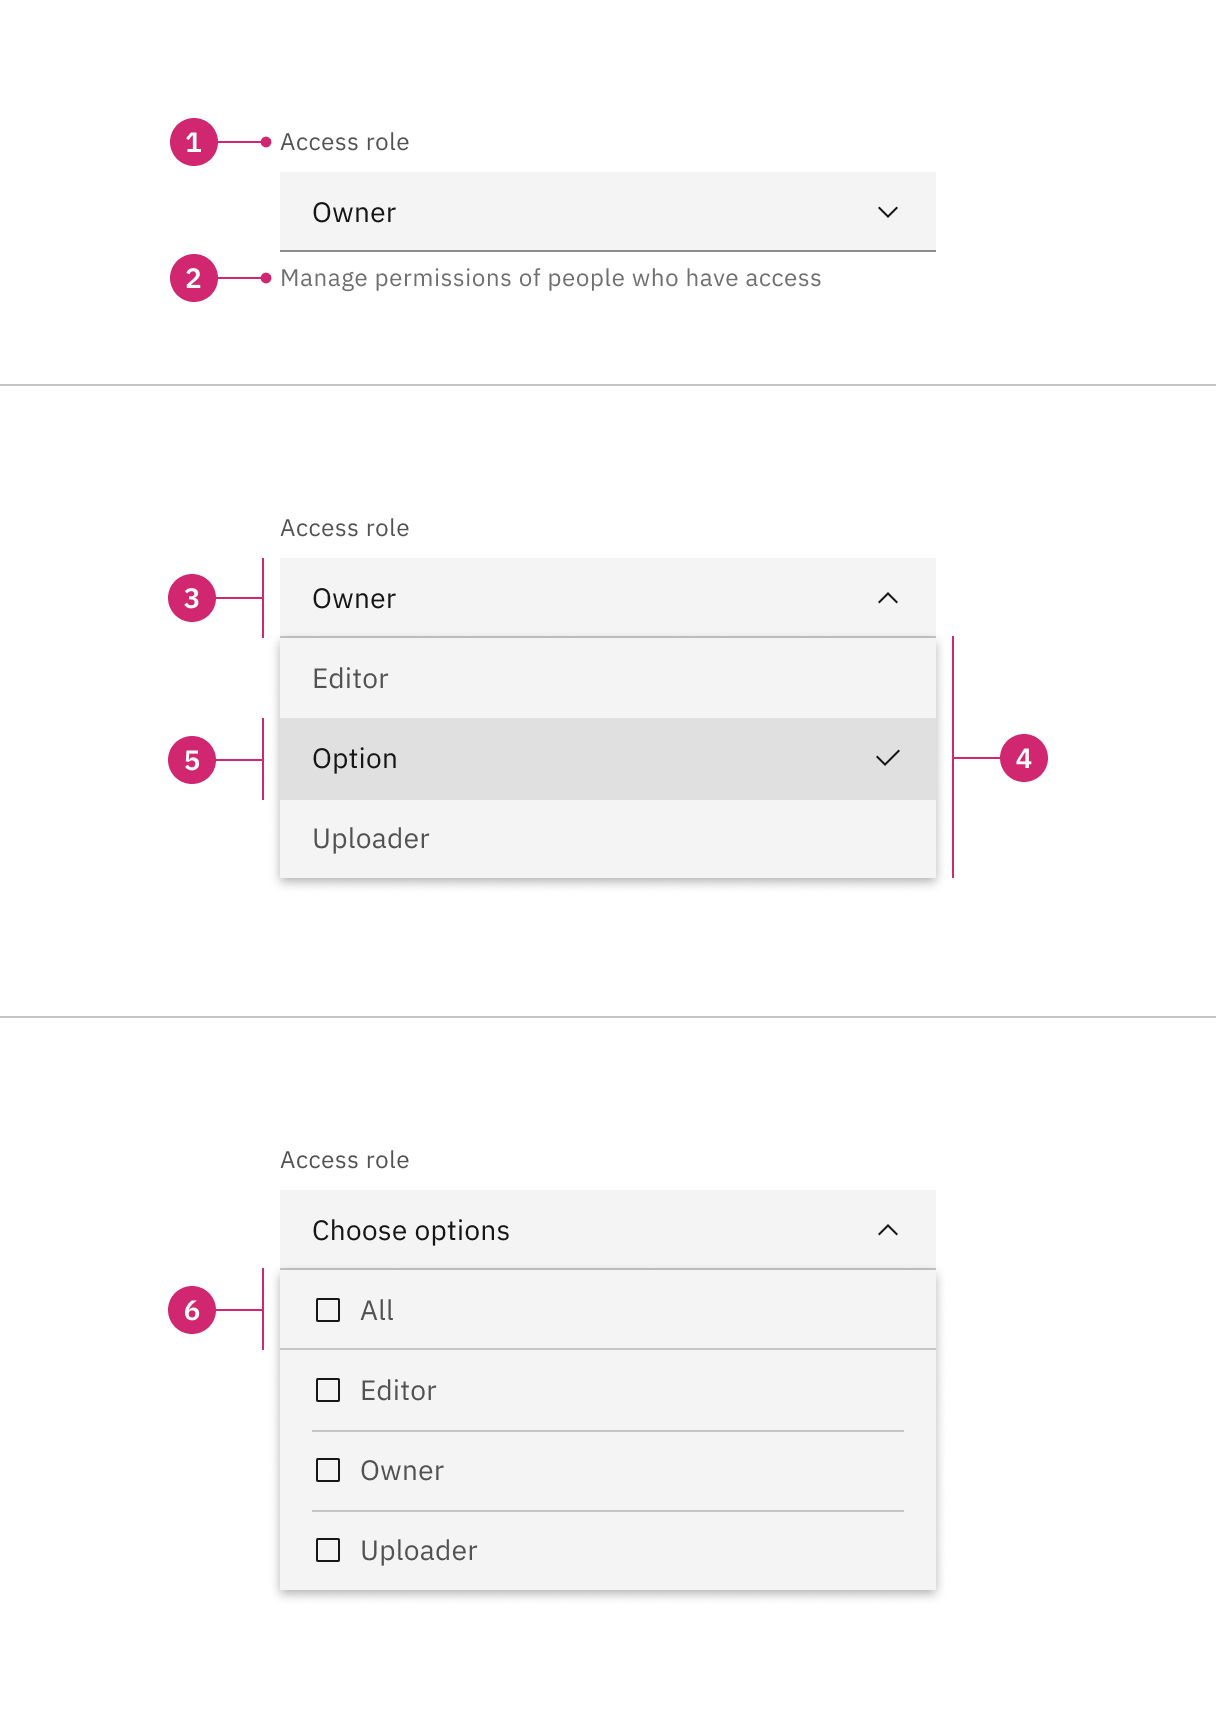 1 Access role
Owner
2 Manage permissions of people who have access
Access role
3 Owner
Editor
5 Option 4
Uploader
Access role
Choose options
6 All
Editor
Owner
Uploader